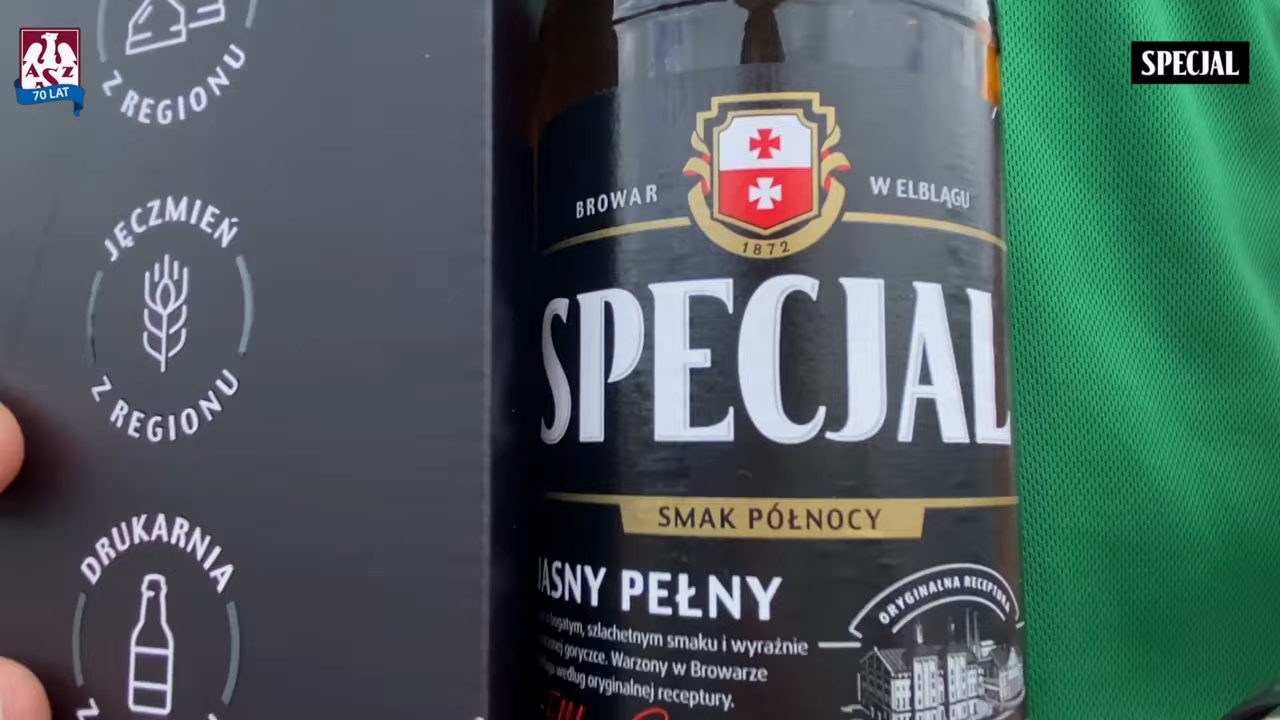 Z REGIONU
JĘCZMIEŃ
Z REGIONU
DRUKARNIA
Z
AZS
70 LAT
SPECJAL
BROWAR
W ELBLĄGU
1872
SPECJAL
SMAK PÓŁNOCY
JASNY PEŁNY
bogatym, szlachetnym smaku i wyraźnie
goryczce. Warzony w Browarze
według oryginalnej receptury.
ORYGINALNA RECEPTURA